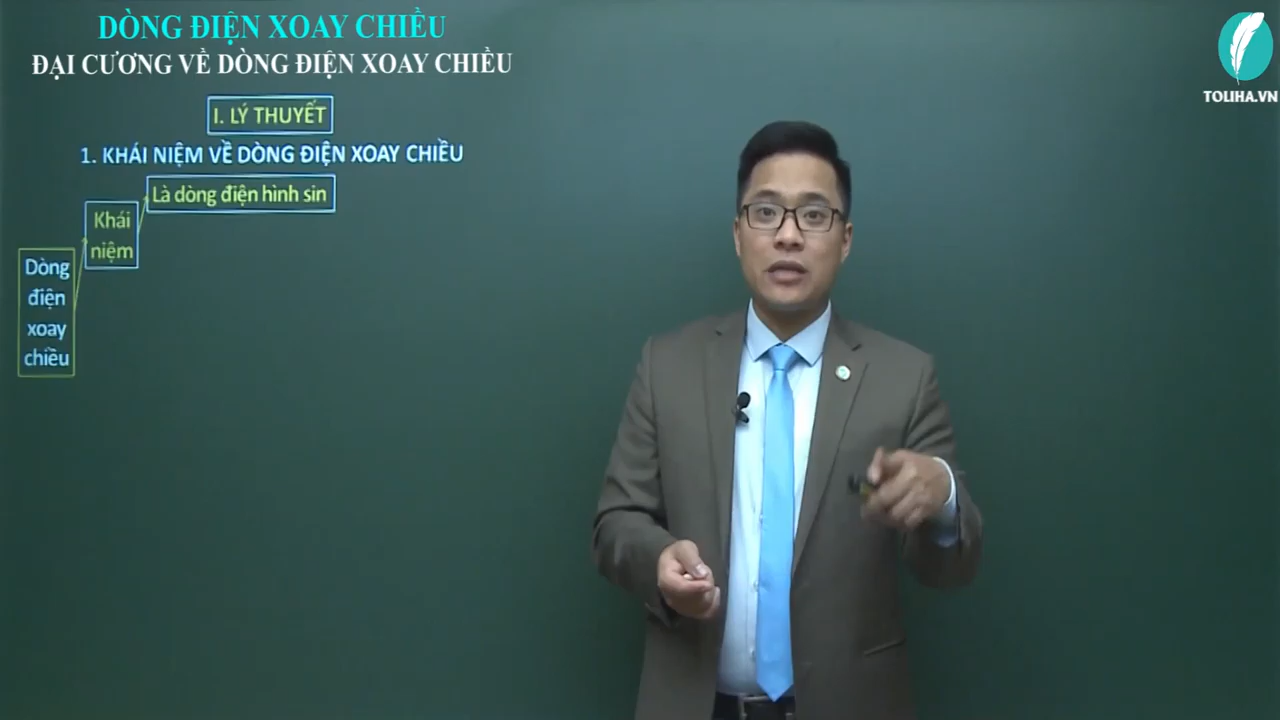 DÒNG ĐIỆN XOAY CHIỀU
ĐẠI CƯƠNG VỀ DÒNG ĐIỆN XOAY CHIỀU
I. LÝ THUYẾT
1. KHÁI NIỆM VỀ DÒNG ĐIỆN XOAY CHIỀU
Là dòng điện hình sin
Khái
niệm
Dòng
điện
xoay
chiều
TOLIHA.VN